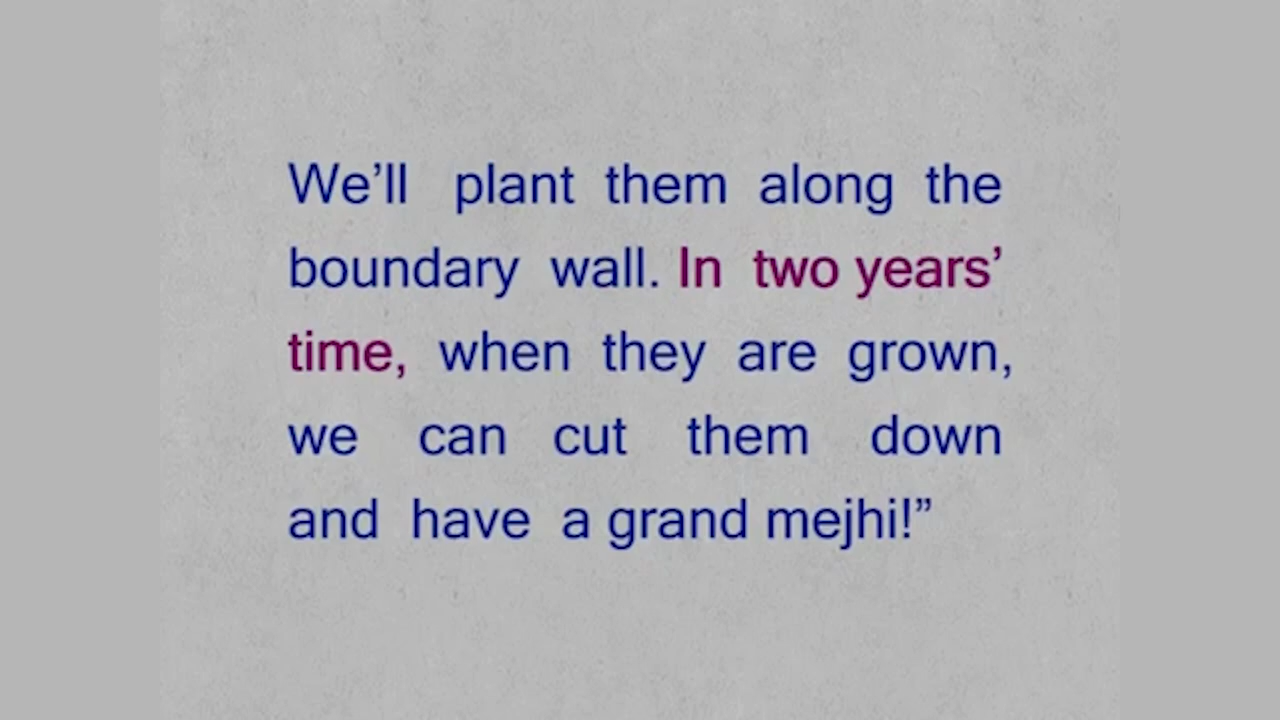 We’ll plant them along the
boundary wall. In two years’
time, when they are grown,
we can cut them down
and have a grand mejhi!”